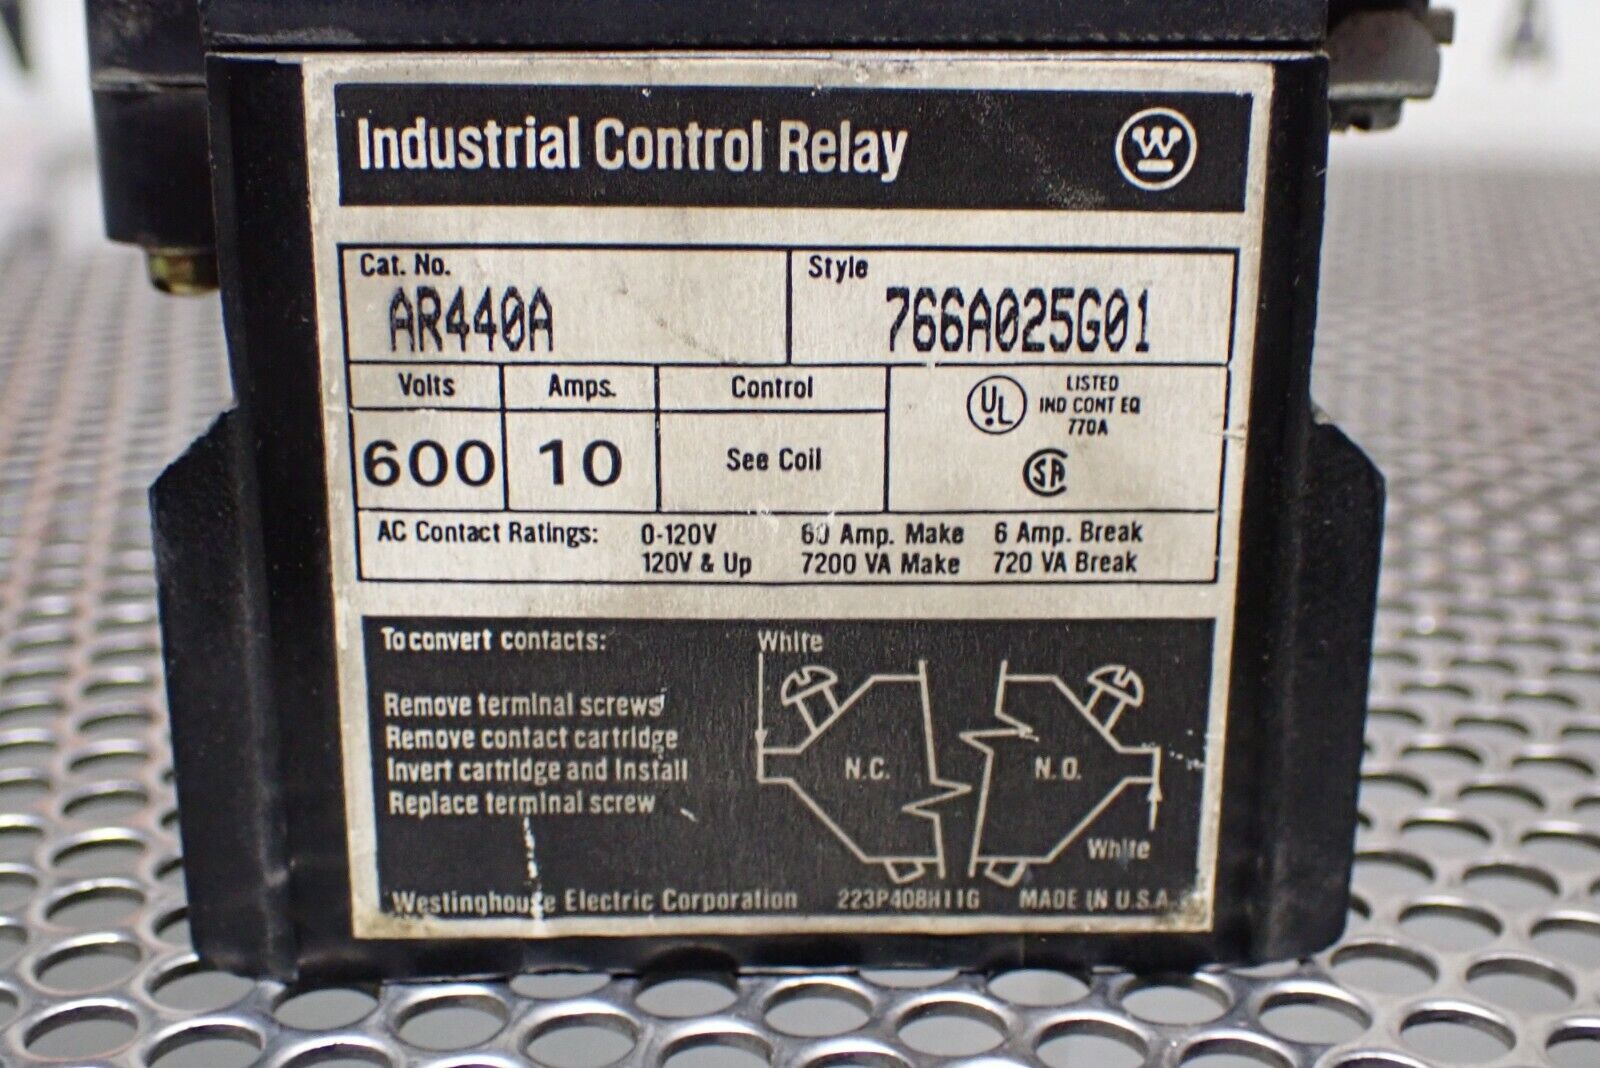 Industrial Control Relay
W
Cat. No.
AR440A
Style
766A025G01
Volts
Amps.
Control
600
10
See Coil
UL
LISTED
IND CONT EQ
770A
SA
AC Contact Ratings: 0-120V 60 Amp. Make 6 Amp. Break
120V & Up 7200 VA Make 720 VA Break
To convert contacts:
Remove terminal screws
Remove contact cartridge
Invert cartridge and Install
Replace terminal screw
White
N.C.
N.O.
White
Westinghouse Electric Corporation 223P408H11G MADE IN U.S.A.